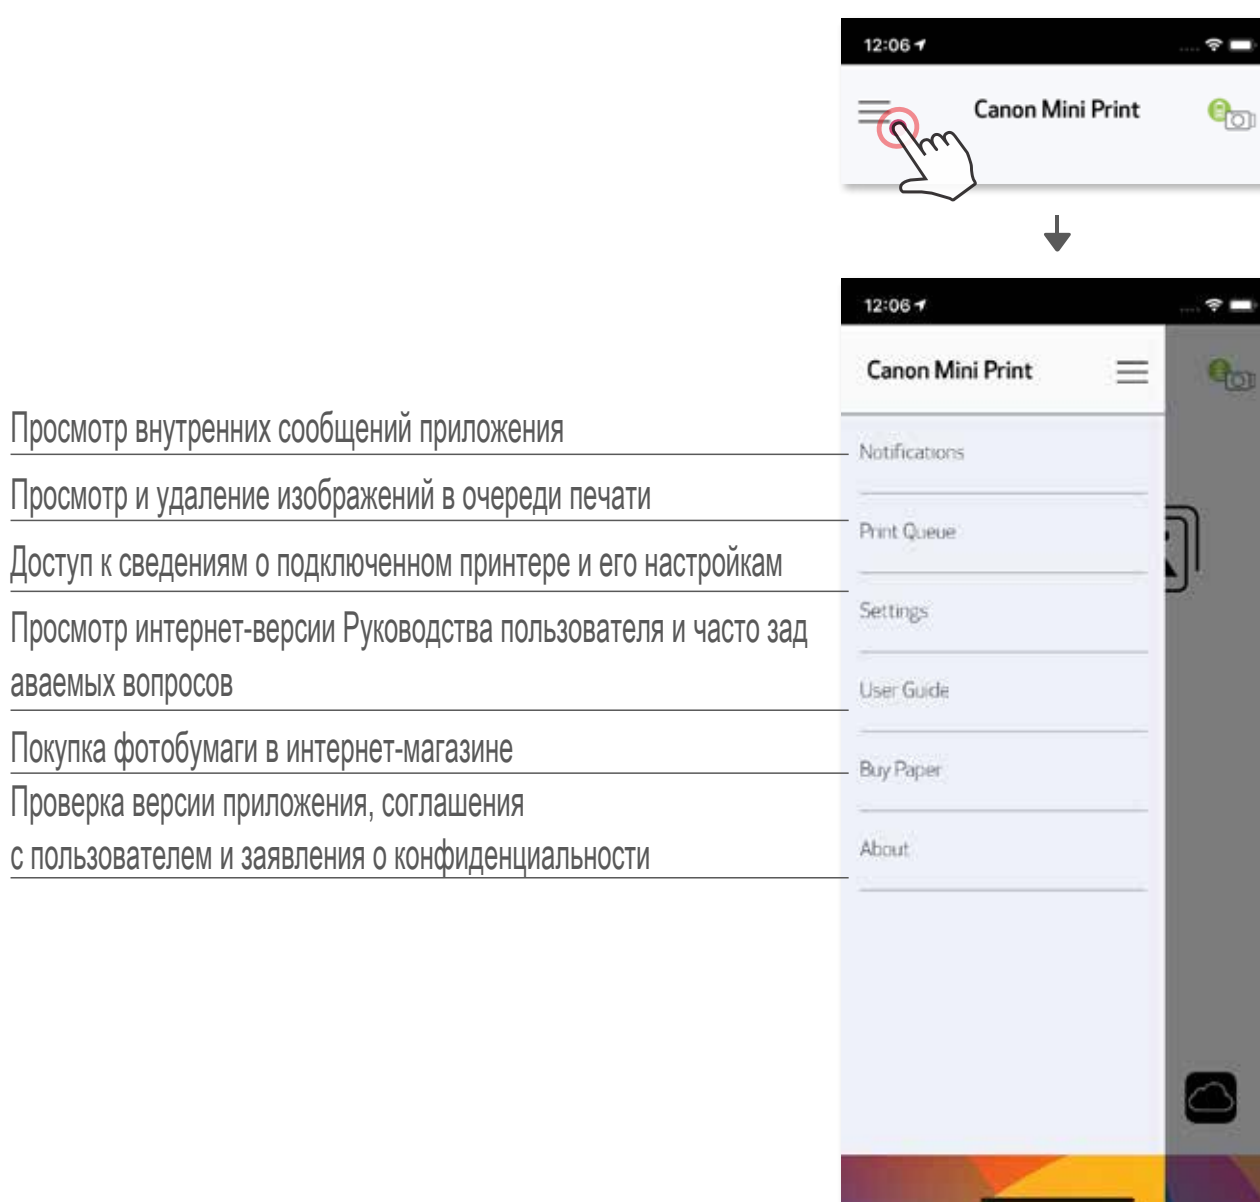 12:06
Canon Mini Print
12:06
Canon Mini Print
Просмотр внутренних сообщений приложения
Notifications
Просмотр и удаление изображений в очереди печати
Print Queue
Доступ к сведениям о подключенном принтере и его настройкам
Settings
Просмотр интернет-версии Руководства пользователя и часто зад
аваемых вопросов
User Guide
Покупка фотобумаги в интернет-магазине
Buy Paper
Проверка версии приложения, соглашения
с пользователем и заявления о конфиденциальности
About